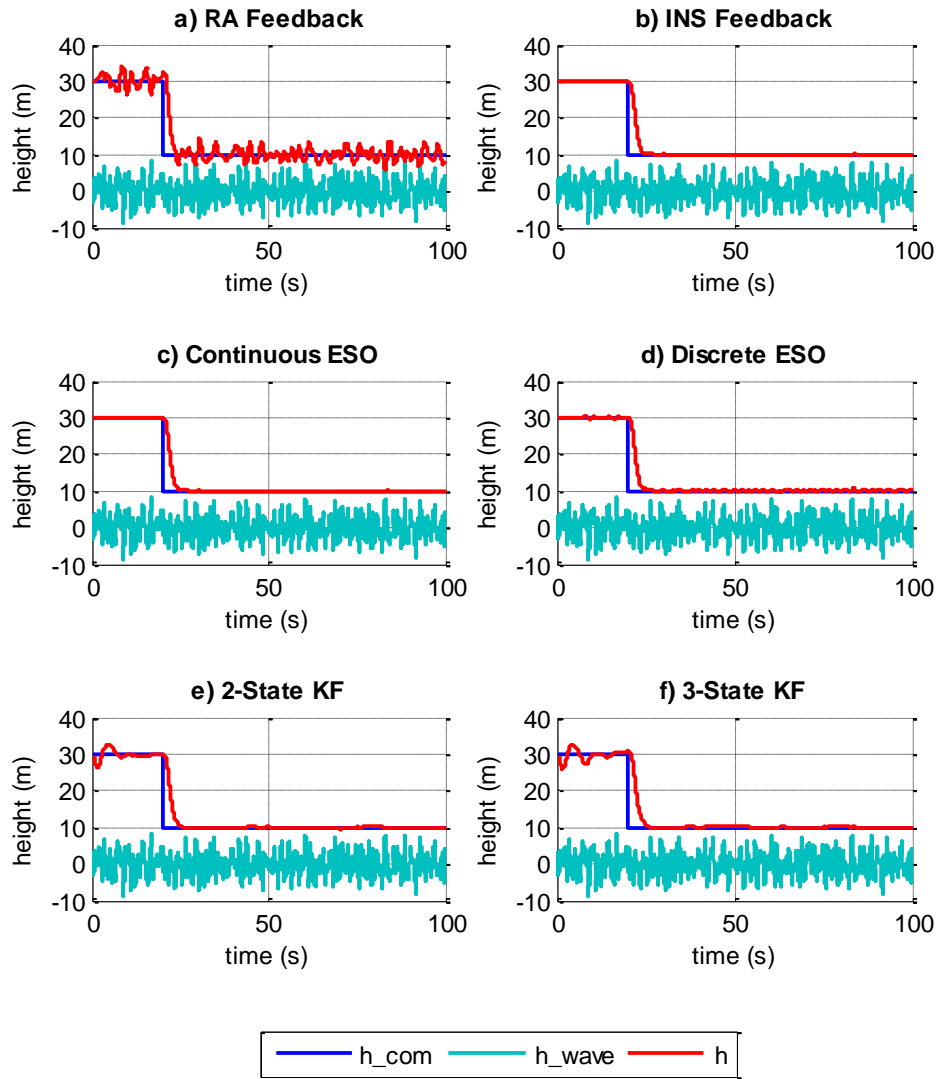 a) RA Feedback
height (m)
40
30
20
10
0
-10
0
50
100
time (s)
b) INS Feedback
height (m)
40
30
20
10
0
-10
0
50
100
time (s)
c) Continuous ESO
height (m)
40
30
20
10
0
-10
0
50
100
time (s)
d) Discrete ESO
height (m)
40
30
20
10
0
-10
0
50
100
time (s)
e) 2-State KF
height (m)
40
30
20
10
0
-10
0
50
100
time (s)
f) 3-State KF
height (m)
40
30
20
10
0
-10
0
50
100
time (s)
h_com
h_wave
h